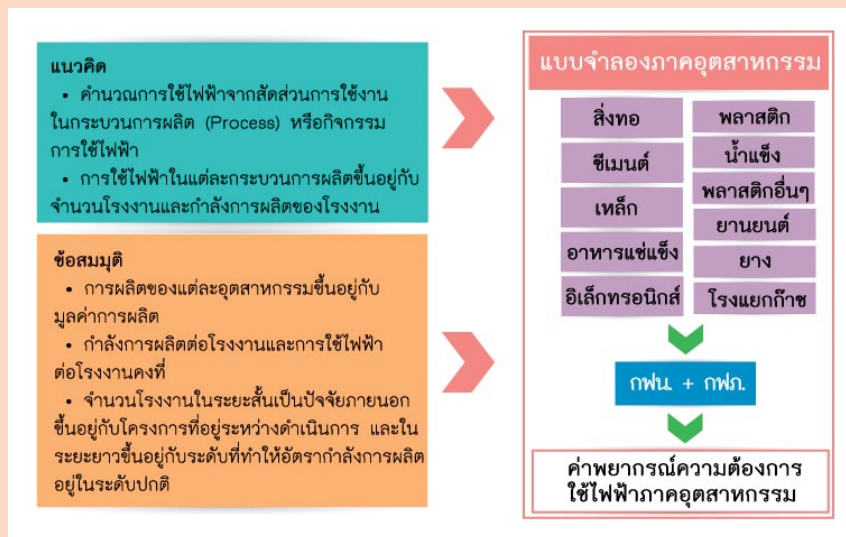 แนวคิด
• คำนวณการใช้ไฟฟ้าจากสัดส่วนการใช้งาน
ในกระบวนการผลิต (Process) หรือกิจกรรม
การใช้ไฟฟ้า
• การใช้ไฟฟ้าในแต่ละกระบวนการผลิตขึ้นอยู่กับ
จำนวนโรงงานและกำลังการผลิตของโรงงาน
ข้อสมมุติ
• การผลิตของแต่ละอุตสาหกรรมขึ้นอยู่กับ
มูลค่าการผลิต
• กำลังการผลิตต่อโรงงานและการใช้ไฟฟ้า
ต่อโรงงานคงที่
• จำนวนโรงงานในระยะสั้นเป็นปัจจัยภายนอก
ขึ้นอยู่กับโครงการที่อยู่ระหว่างดำเนินการ และใน
ระยะยาวขึ้นอยู่กับระดับที่ทำให้อัตรากำลังการผลิต
อยู่ในระดับปกติ
แบบจำลองภาคอุตสาหกรรม
สิ่งทอ
ซีเมนต์
เหล็ก
อาหารแช่แข็ง
อิเล็กทรอนิกส์
พลาสติก
น้ำแข็ง
พลาสติกอื่นๆ
ยานยนต์
ยาง
โรงแยกก๊าซ
กฟน. + กฟภ.
ค่าพยากรณ์ความต้องการ
ใช้ไฟฟ้าภาคอุตสาหกรรม